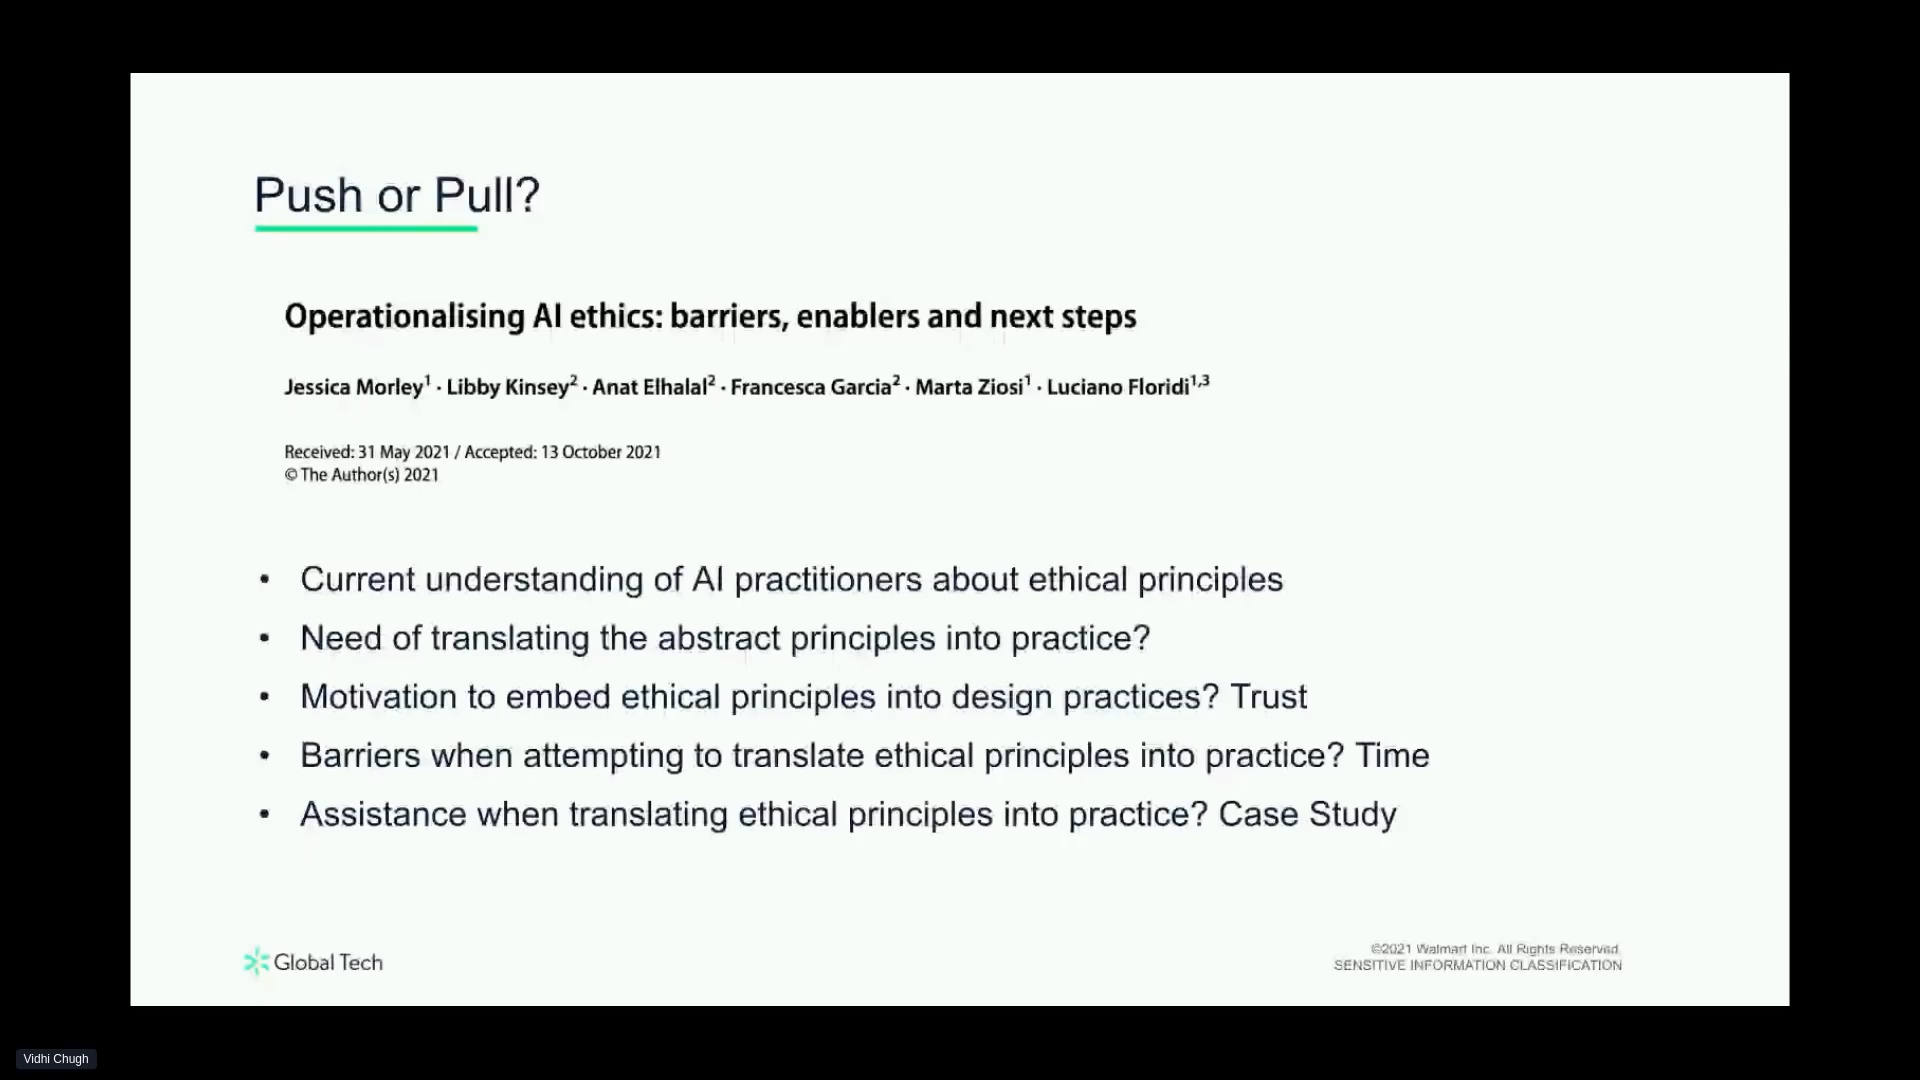 Push or Pull?
Operationalising AI ethics: barriers, enablers and next steps
Jessica Morley1 · Libby Kinsey2 · Anat Elhalal2 · Francesca Garcia2 · Marta Ziosi1 · Luciano Floridi1,3
Received: 31 May 2021 / Accepted: 13 October 2021
© The Author(s) 2021
• Current understanding of AI practitioners about ethical principles
• Need of translating the abstract principles into practice?
• Motivation to embed ethical principles into design practices? Trust
• Barriers when attempting to translate ethical principles into practice? Time
• Assistance when translating ethical principles into practice? Case Study
Global Tech
©2021 Walmart Inc. All Rights Reserved.
SENSITIVE INFORMATION CLASSIFICATION
Vidhi Chugh